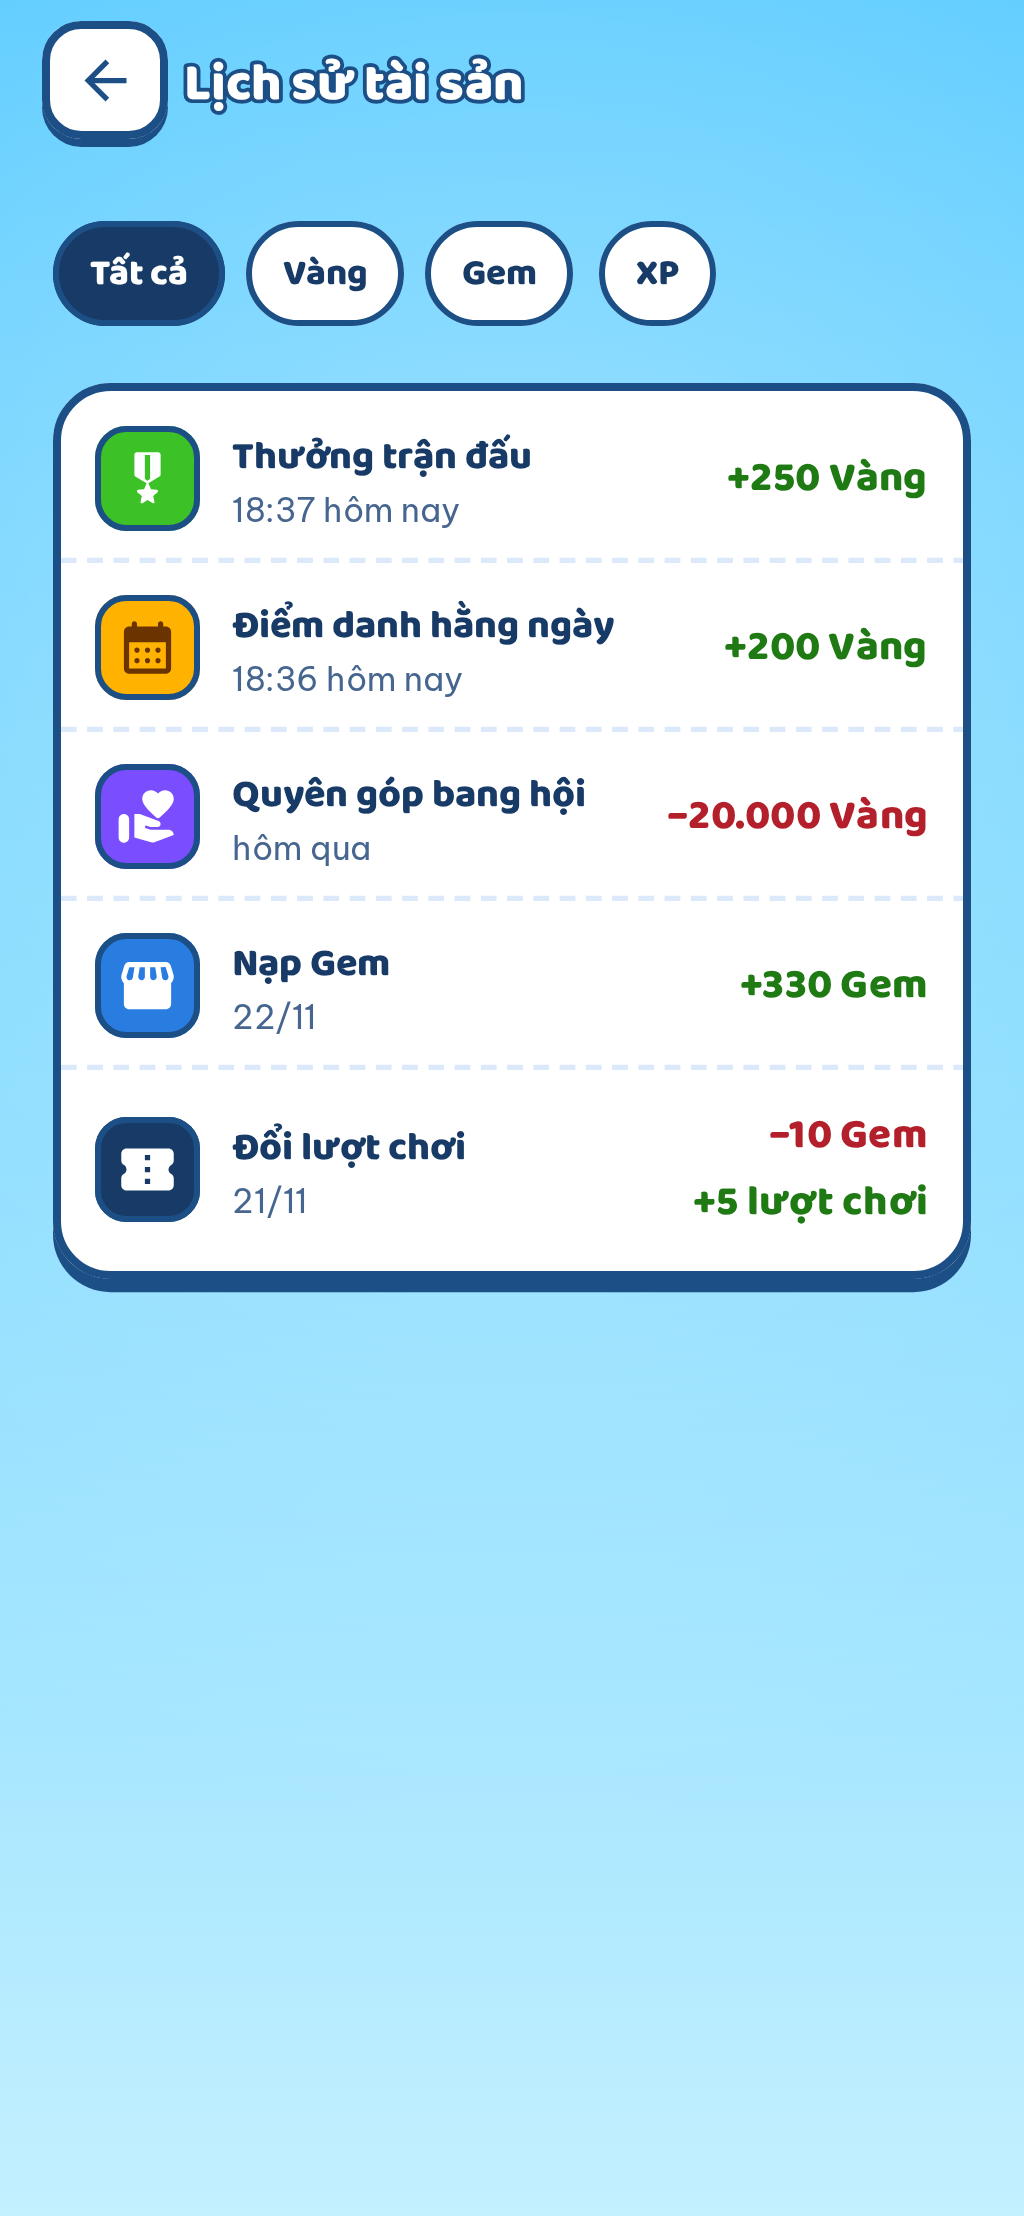 Lịch sử tài sản
Tất cả
Vàng
Gem
XP
Thưởng trận đấu
18:37 hôm nay
+250 Vàng
Điểm danh hằng ngày
18:36 hôm nay
+200 Vàng
Quyên góp bang hội
hôm qua
−20.000 Vàng
Nạp Gem
22/11
+330 Gem
Đổi lượt chơi
21/11
−10 Gem
+5 lượt chơi